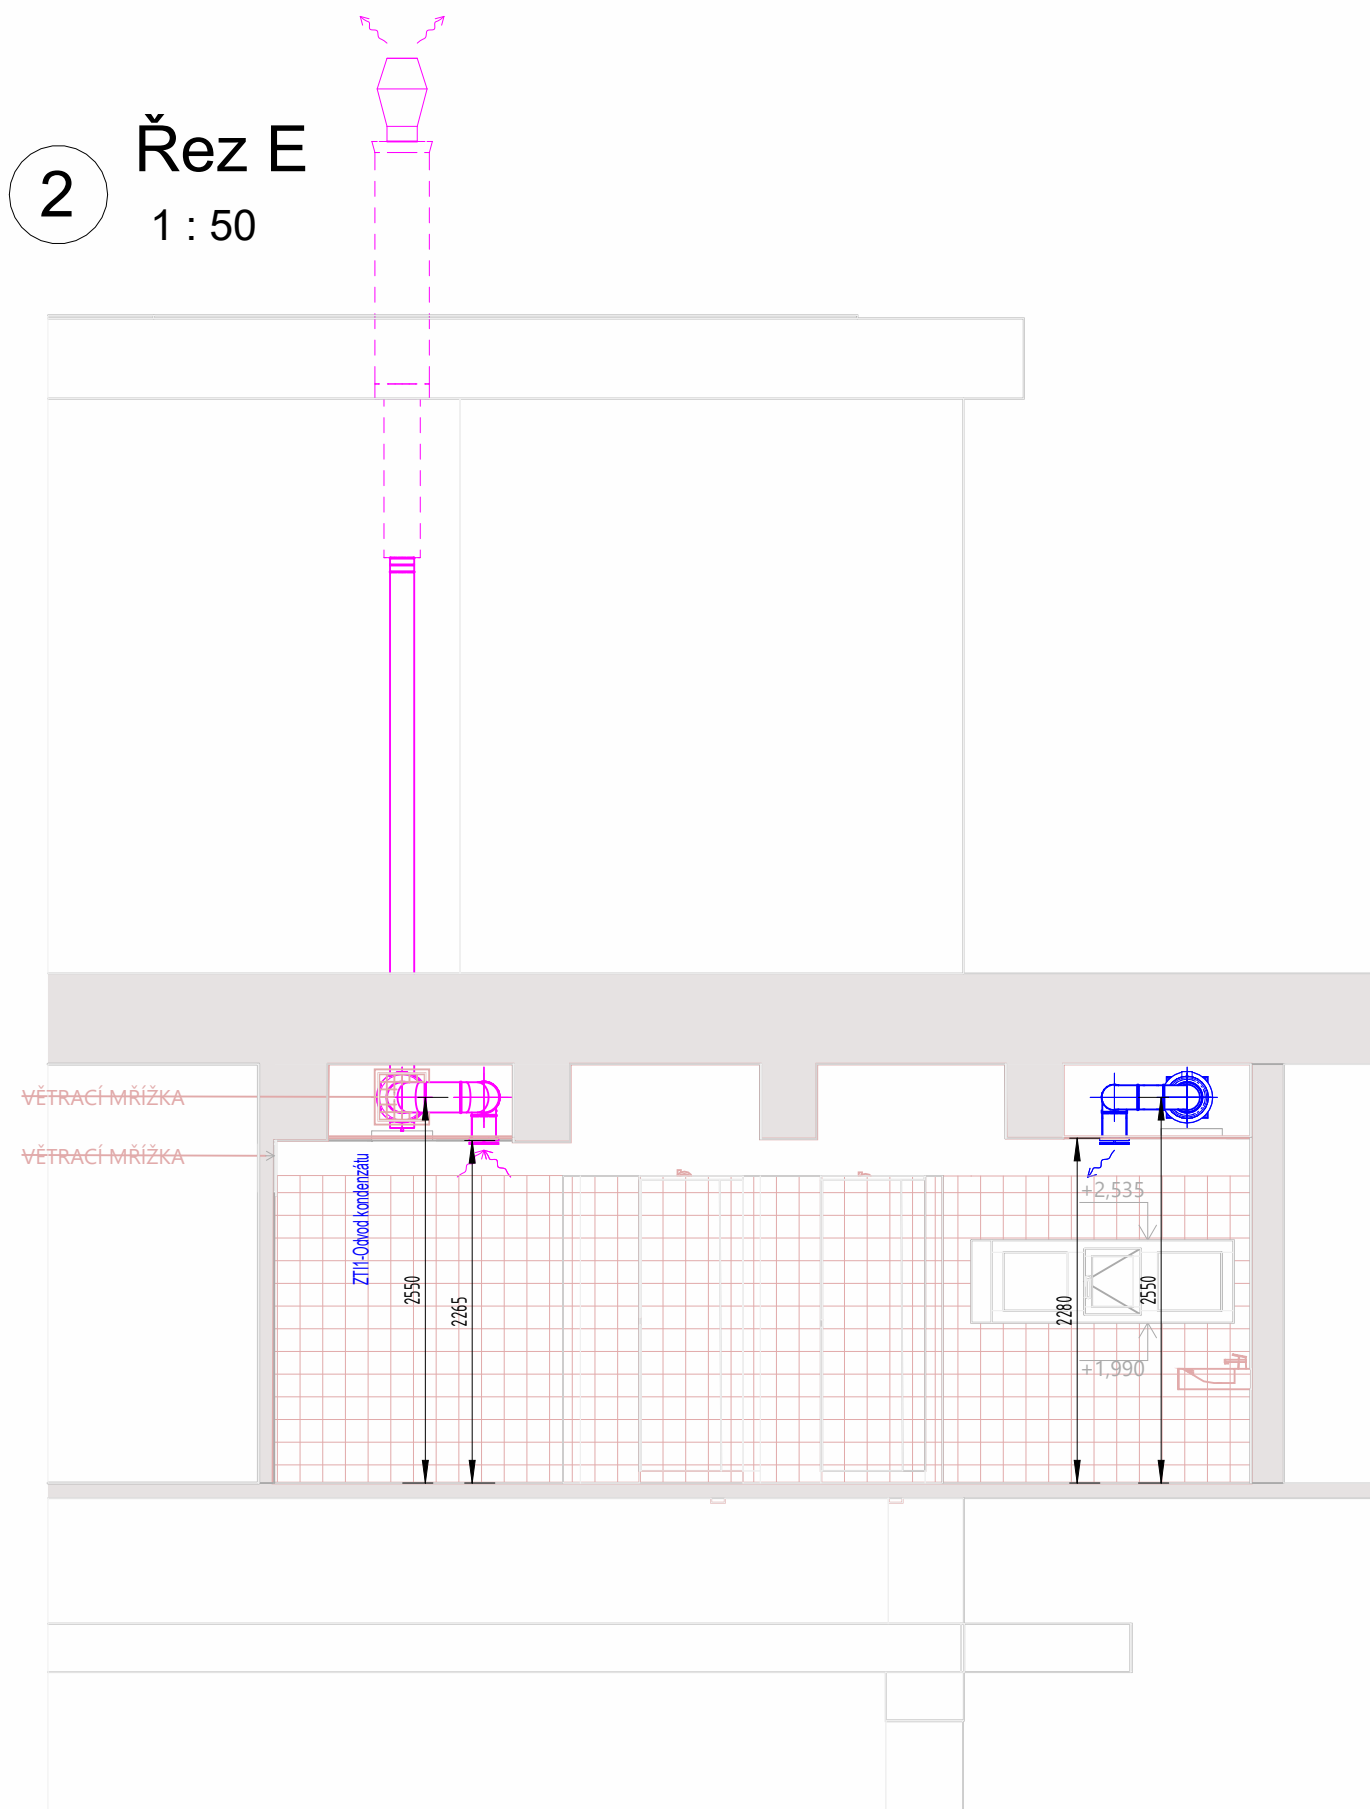 2
Řez E
1 : 50
VĚTRACÍ MŘÍŽKA
VĚTRACÍ MŘÍŽKA
ZTI1-Odvod kondenzátu
2550
2265
2280
2550
+2,535
+1,990